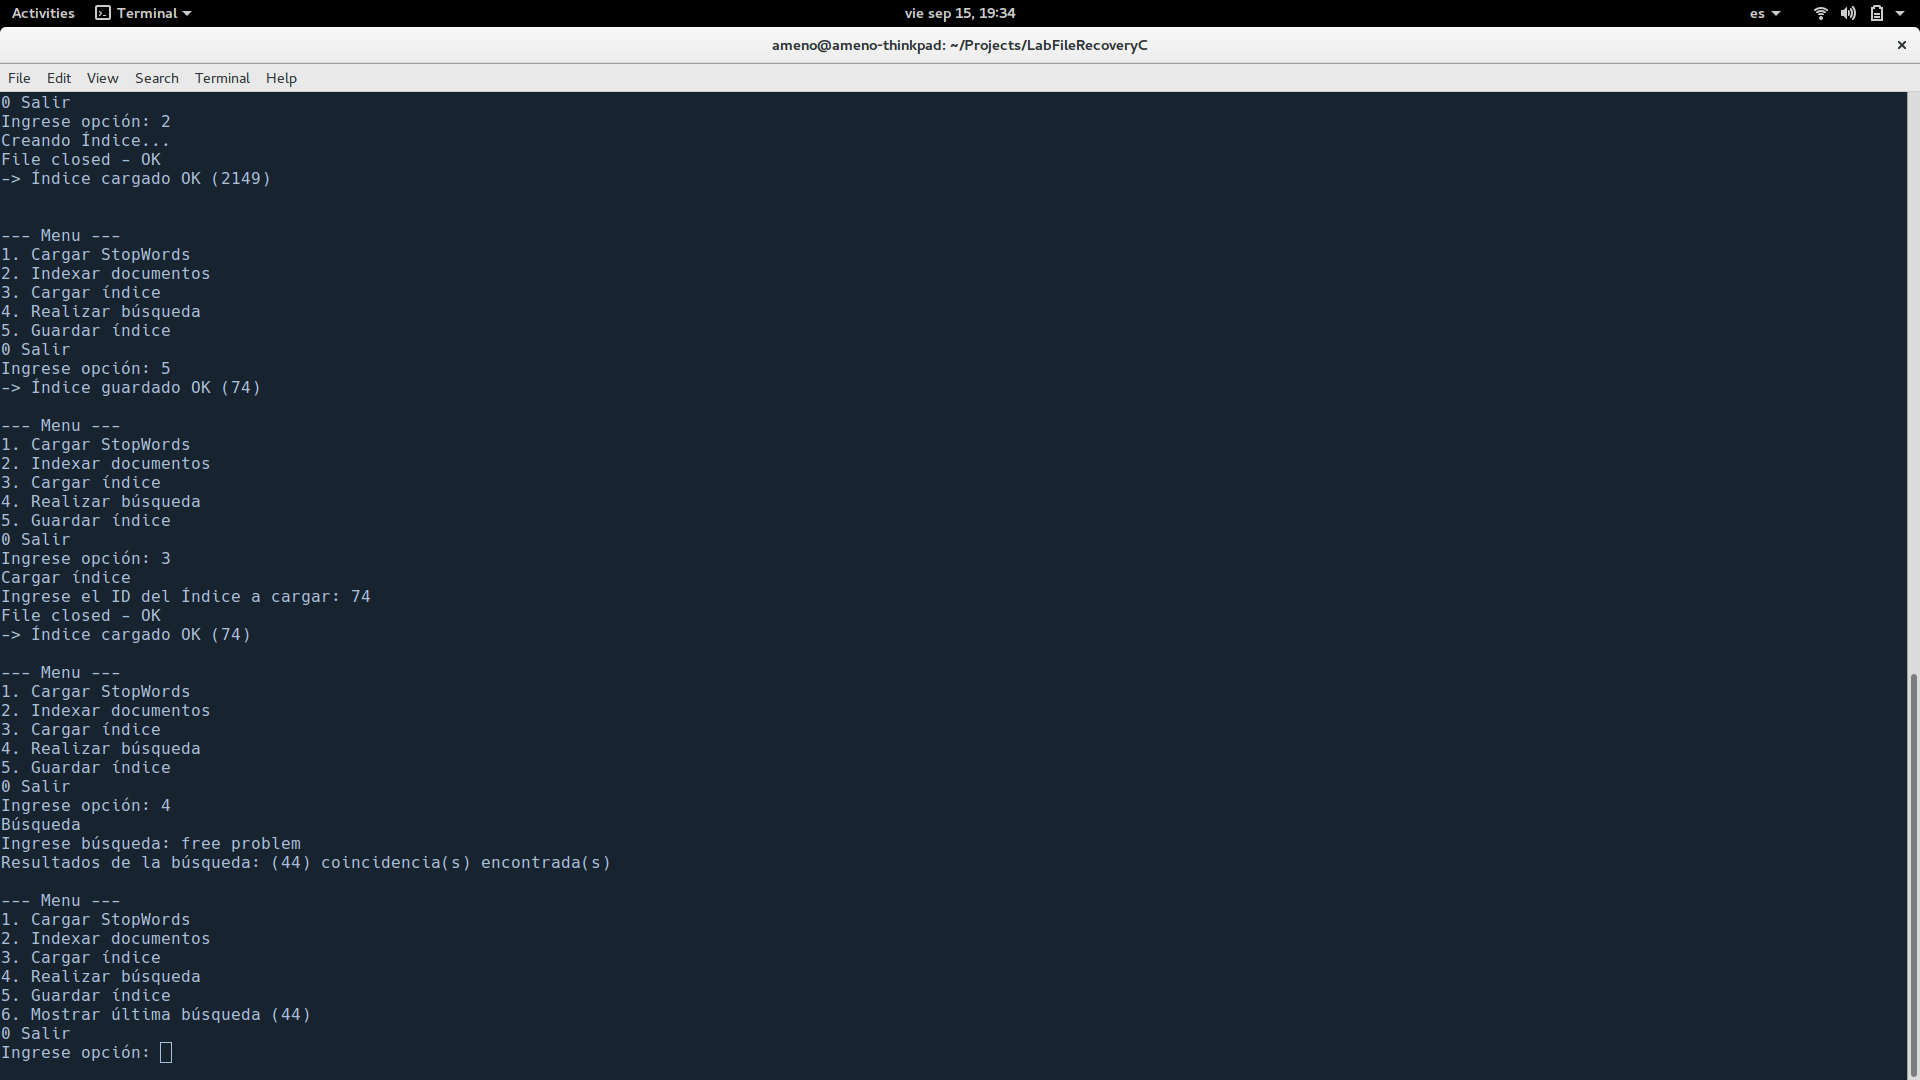 Activities Terminal vie sep 15, 19:34 es
ameno@ameno-thinkpad: ~/Projects/LabFileRecoveryC ×
File Edit View Search Terminal Help
0 Salir
Ingrese opción: 2
Creando Índice...
File closed - OK
-> Índice cargado OK (2149)
--- Menu ---
1. Cargar StopWords
2. Indexar documentos
3. Cargar índice
4. Realizar búsqueda
5. Guardar índice
0 Salir
Ingrese opción: 5
-> Índice guardado OK (74)
--- Menu ---
1. Cargar StopWords
2. Indexar documentos
3. Cargar índice
4. Realizar búsqueda
5. Guardar índice
0 Salir
Ingrese opción: 3
Cargar índice
Ingrese el ID del Índice a cargar: 74
File closed - OK
-> Índice cargado OK (74)
--- Menu ---
1. Cargar StopWords
2. Indexar documentos
3. Cargar índice
4. Realizar búsqueda
5. Guardar índice
0 Salir
Ingrese opción: 4
Búsqueda
Ingrese búsqueda: free problem
Resultados de la búsqueda: (44) coincidencia(s) encontrada(s)
--- Menu ---
1. Cargar StopWords
2. Indexar documentos
3. Cargar índice
4. Realizar búsqueda
5. Guardar índice
6. Mostrar última búsqueda (44)
0 Salir
Ingrese opción: